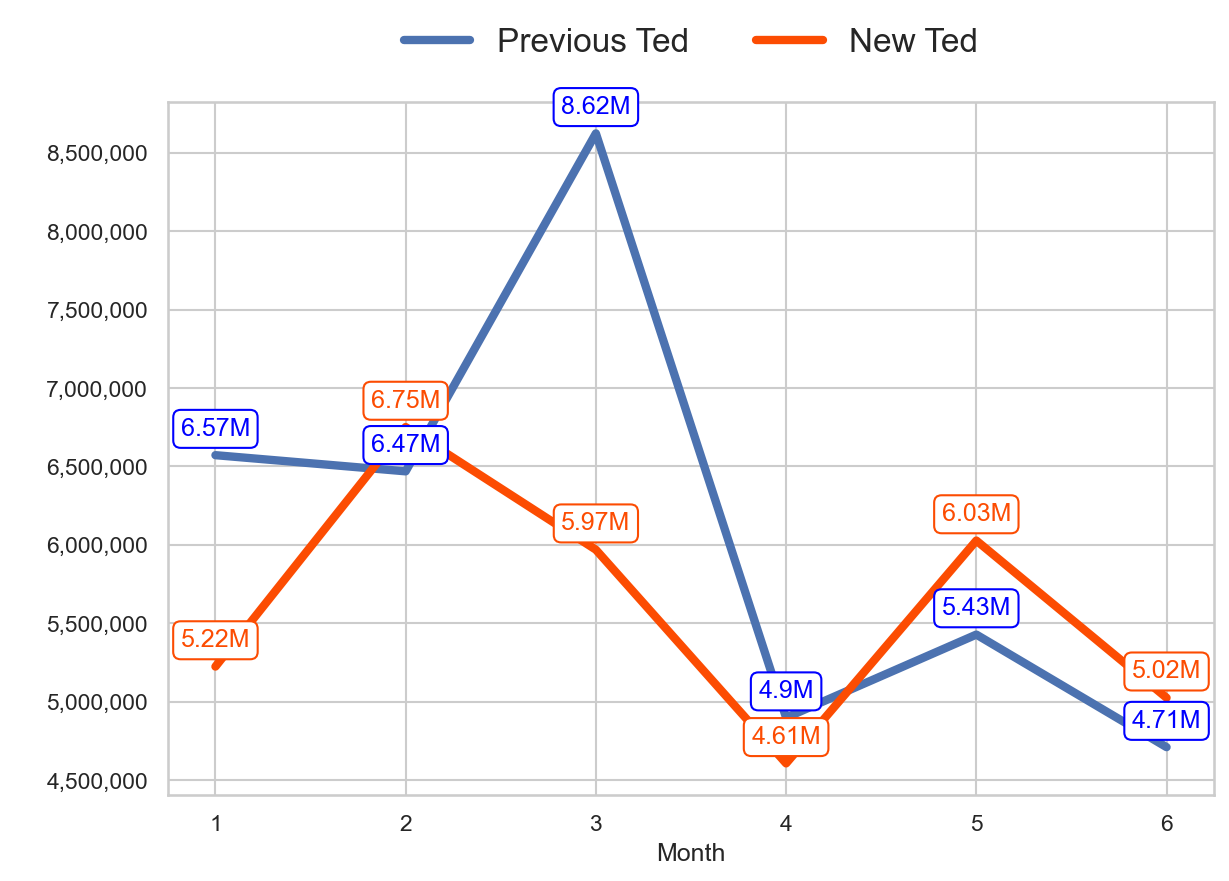 Previous Ted New Ted
8.62M
8,500,000
8,000,000
7,500,000
7,000,000
6.75M
6.57M
6.47M
6,500,000
5.97M
6.03M
6,000,000
5.43M
5,500,000
5.22M
5.02M
5,000,000
4.9M
4.71M
4.61M
4,500,000
1 2 3 4 5 6
Month